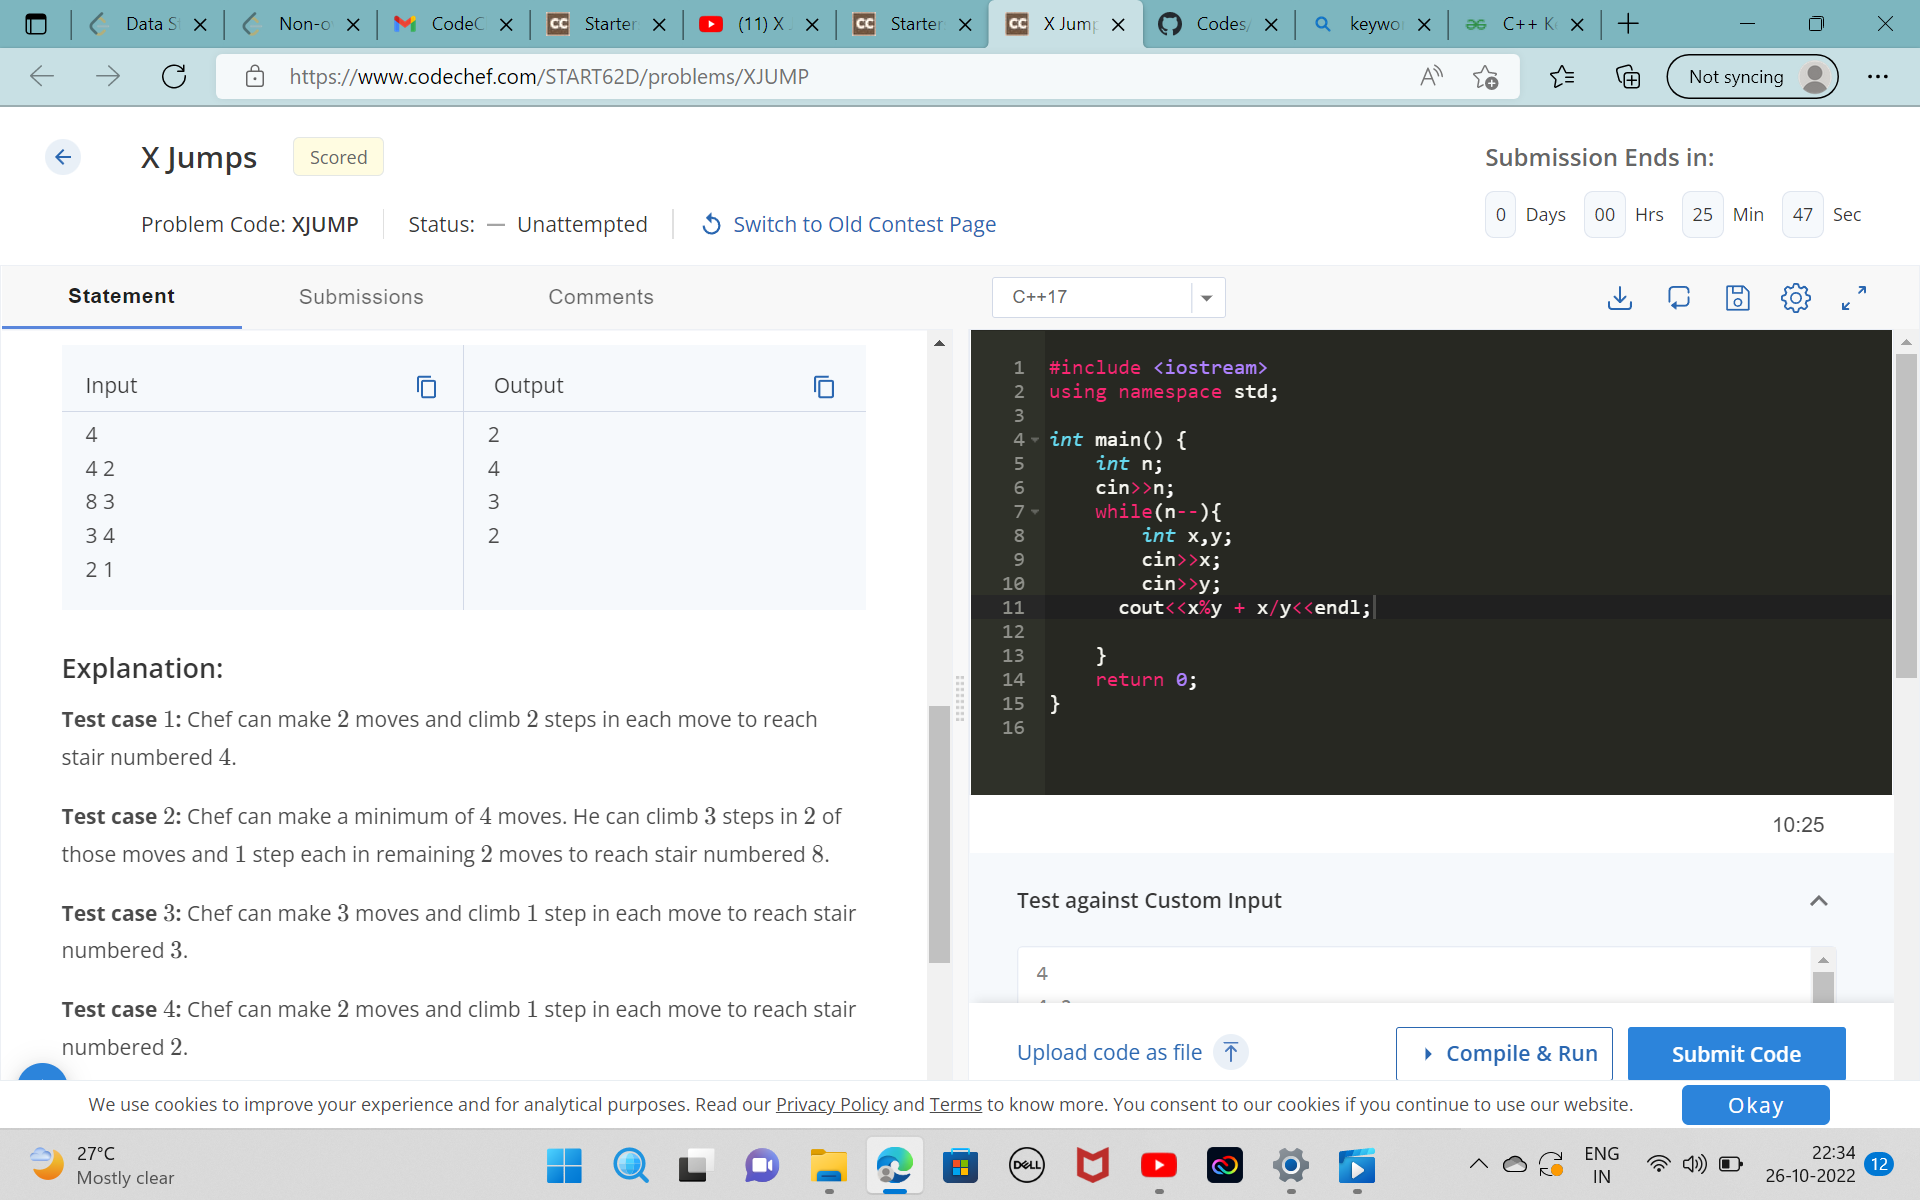 Data S
Non-o
CodeC
Starter
(11) X
Starter
X Jump
Codes/
keywo
C++ K
https://www.codechef.com/START62D/problems/XJUMP
Not syncing
X Jumps
Scored
Submission Ends in:
0 Days 00 Hrs 25 Min 47 Sec
Problem Code: XJUMP
Status: — Unattempted
Switch to Old Contest Page
Statement
Submissions
Comments
C++17
Input
Output
4
4 2
8 3
3 4
2 1
2
4
3
2
Explanation:
Test case 1: Chef can make 2 moves and climb 2 steps in each move to reach
stair numbered 4.
Test case 2: Chef can make a minimum of 4 moves. He can climb 3 steps in 2 of
those moves and 1 step each in remaining 2 moves to reach stair numbered 8.
Test case 3: Chef can make 3 moves and climb 1 step in each move to reach stair
numbered 3.
Test case 4: Chef can make 2 moves and climb 1 step in each move to reach stair
numbered 2.
1 #include <iostream>
2 using namespace std;
3
4 int main() {
5 int n;
6 cin>>n;
7 while(n--){
8 int x,y;
9 cin>>x;
10 cin>>y;
11 cout<<x%y + x/y<<endl;
12
13 }
14 return 0;
15 }
16
10:25
Test against Custom Input
4
Upload code as file
Compile & Run
Submit Code
We use cookies to improve your experience and for analytical purposes. Read our Privacy Policy and Terms to know more. You consent to our cookies if you continue to use our website.
Okay
27°C
Mostly clear
DELL
ENG
IN
22:34
26-10-2022
12